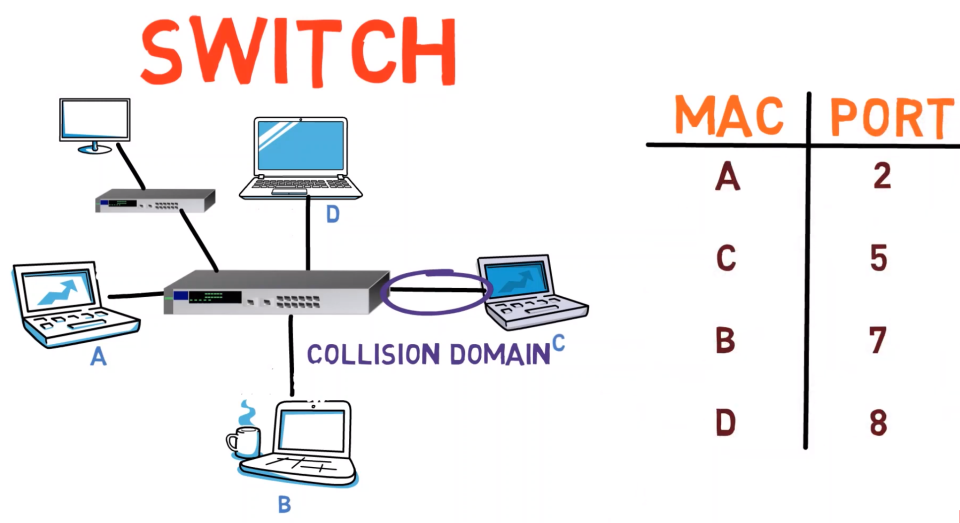 SWITCH
D
A
COLLISION DOMAIN
C
B
MAC PORT
A 2
C 5
B 7
D 8